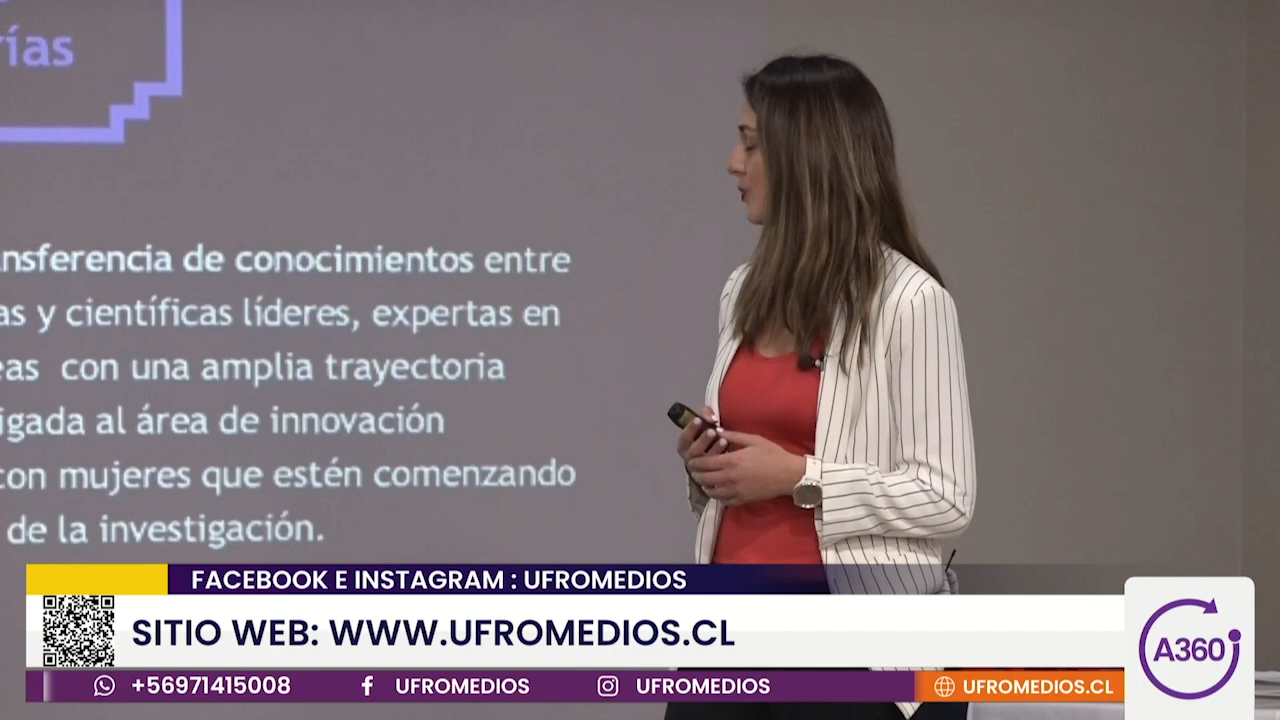 rías
nsferencia de conocimientos entre
as y científicas líderes, expertas en
eas con una amplia trayectoria
igada al área de innovación
con mujeres que estén comenzando
de la investigación.
FACEBOOK E INSTAGRAM : UFROMEDIOS
SITIO WEB: WWW.UFROMEDIOS.CL
+56971415008 UFROMEDIOS UFROMEDIOS UFROMEDIOS.CL
A360